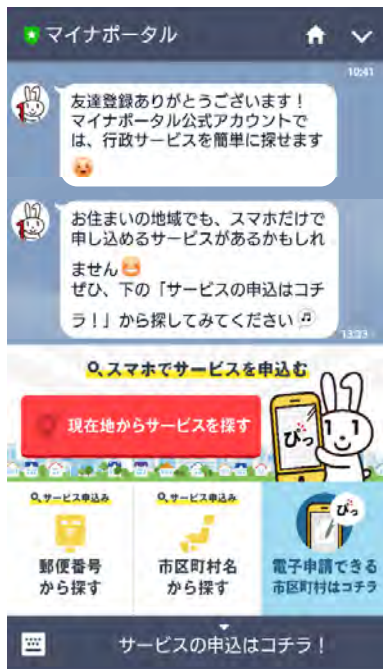 マイナポータル
10:41
友達登録ありがとうございます！
マイナポータル公式アカウントで
は、行政サービスを簡単に探せます
お住まいの地域でも、スマホだけで
申し込めるサービスがあるかもしれ
ません
ぜひ、下の「サービスの申込はコチ
ラ！」から探してみてください
13:23
スマホでサービスを申込む
現在地からサービスを探す
ぴっ
1 1
サービス申込み
郵便番号
から探す
サービス申込み
市区町村名
から探す
ぴっ
電子申請できる
市区町村はコチラ
サービスの申込はコチラ！